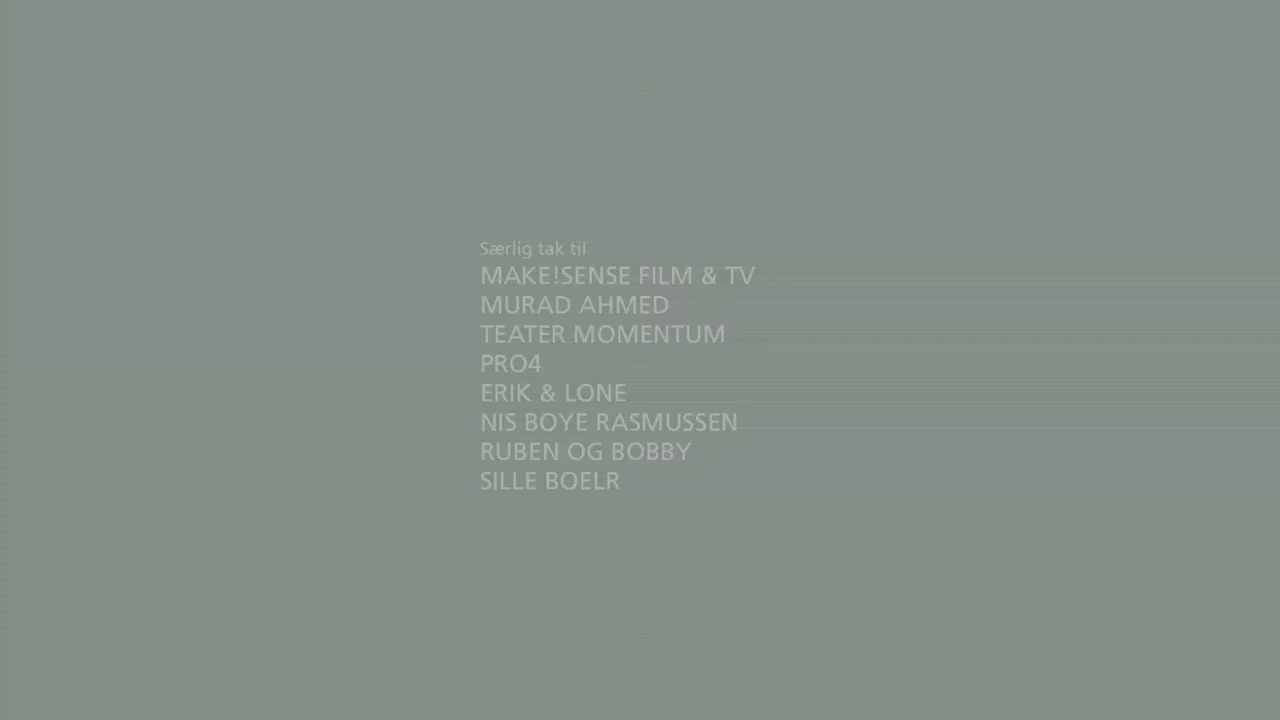 Særlig tak til
MAKE!SENSE FILM & TV
MURAD AHMED
TEATER MOMENTUM
PRO4
ERIK & LONE
NIS BOYE RASMUSSEN
RUBEN OG BOBBY
SILLE BOELR